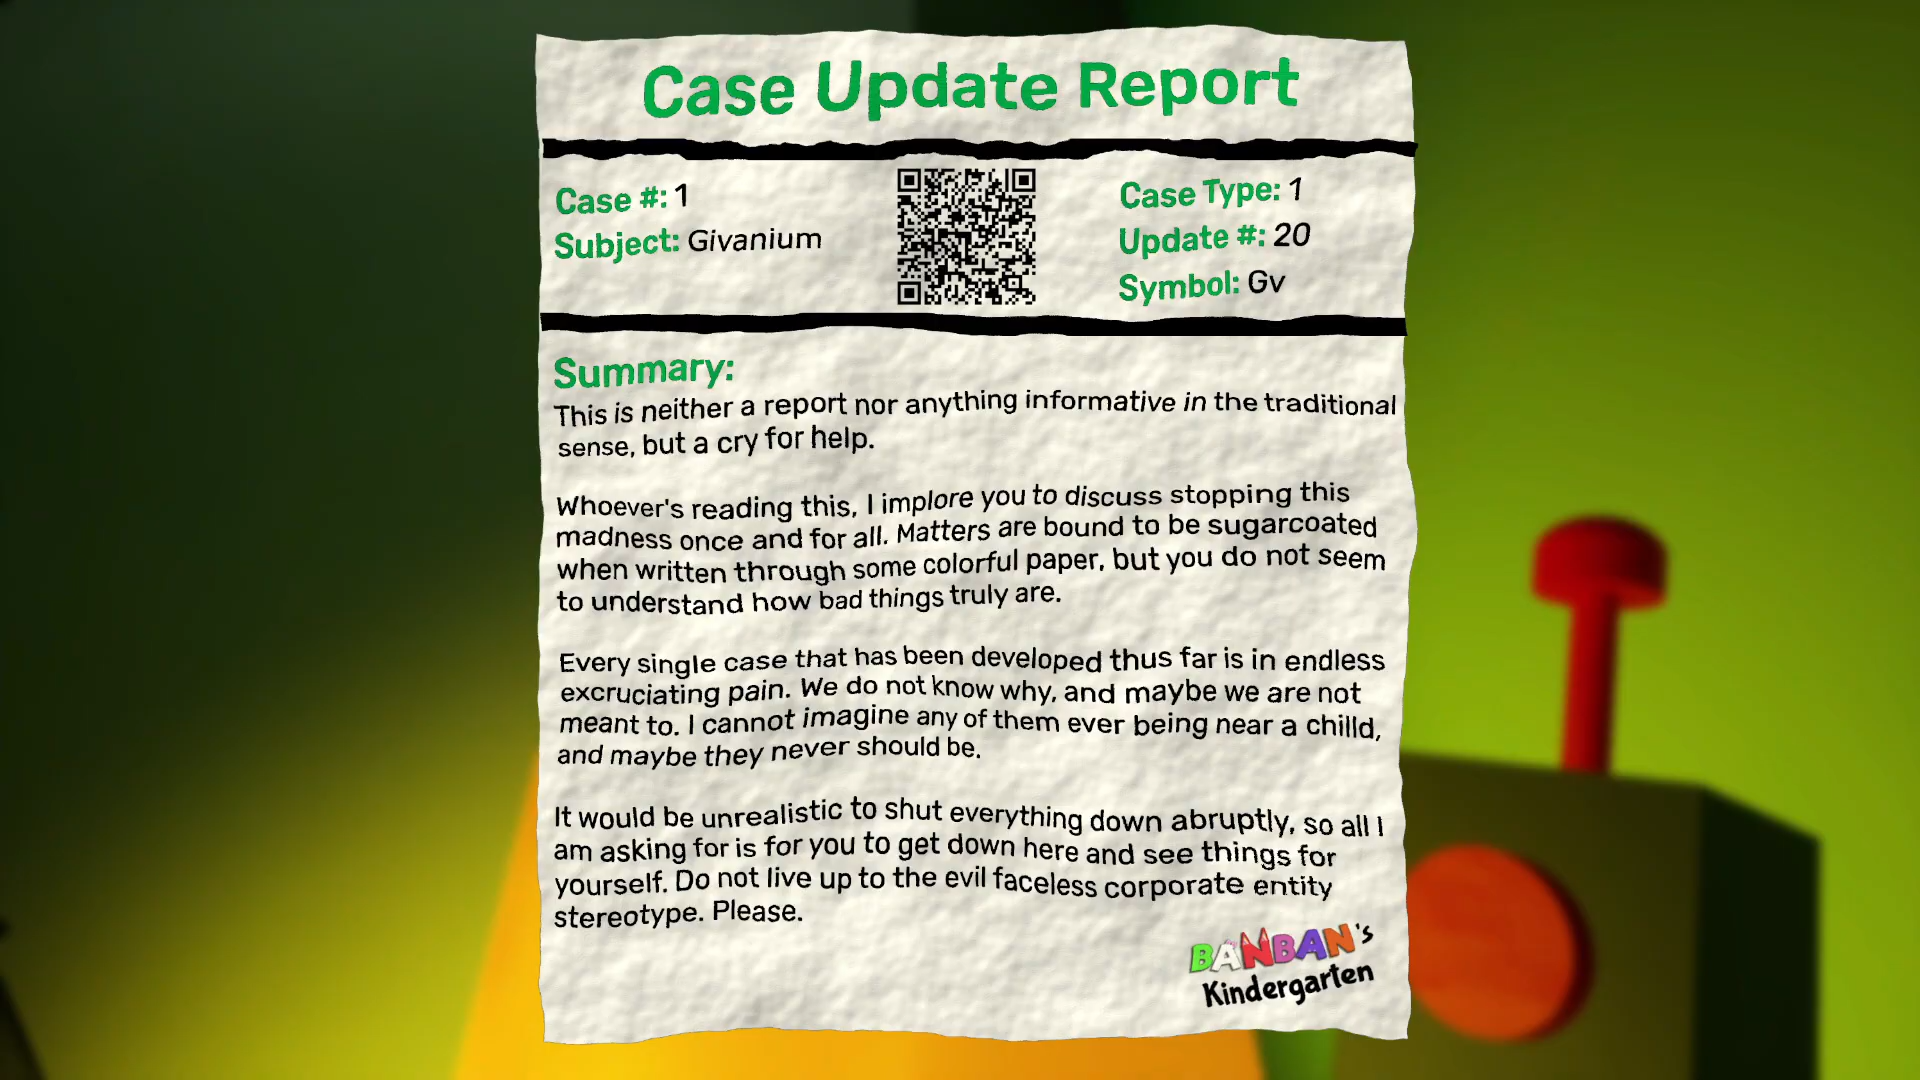 Case Update Report
Case #: 1
Subject: Givanium
Case Type: 1
Update #: 20
Symbol: Gv
Summary:
This is neither a report nor anything informative in the traditional
sense, but a cry for help.
Whoever's reading this, I implore you to discuss stopping this
madness once and for all. Matters are bound to be sugarcoated
when written through some colorful paper, but you do not seem
to understand how bad things truly are.
Every single case that has been developed thus far is in endless
excruciating pain. We do not know why, and maybe we are not
meant to. I cannot imagine any of them ever being near a chilld,
and maybe they never should be.
It would be unrealistic to shut everything down abruptly, so all I
am asking for is for you to get down here and see things for
yourself. Do not live up to the evil faceless corporate entity
stereotype. Please.
BANBAN's
Kindergarten